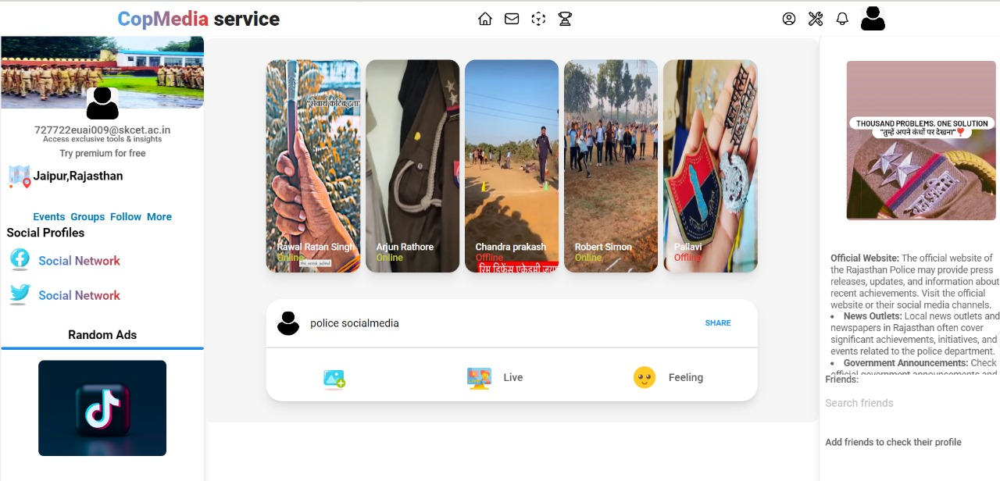 CopMedia service
727722euai009@skcet.ac.in
Access exclusive tools & insights
Try premium for free
Jaipur,Rajasthan
Events Groups Follow More
Social Profiles
Social Network
Social Network
Random Ads
Rawal Ratan Singh
Online
Arjun Rathore
Online
Chandra prakash
Offline
Robert Simon
Online
Pallavi
Offline
police socialmedia
SHARE
Live
Feeling
THOUSAND PROBLEMS, ONE SOLUTION
"तुम्हें अपने कंधों पर देखना"
Official Website: The official website of
the Rajasthan Police may provide press
releases, updates, and information about
recent achievements. Visit the official
website or their social media channels.
• News Outlets: Local news outlets and
newspapers in Rajasthan often cover
significant achievements, initiatives, and
events related to the police department.
• Government Announcements: Check
official government announcements and
Friends:
Search friends
Add friends to check their profile